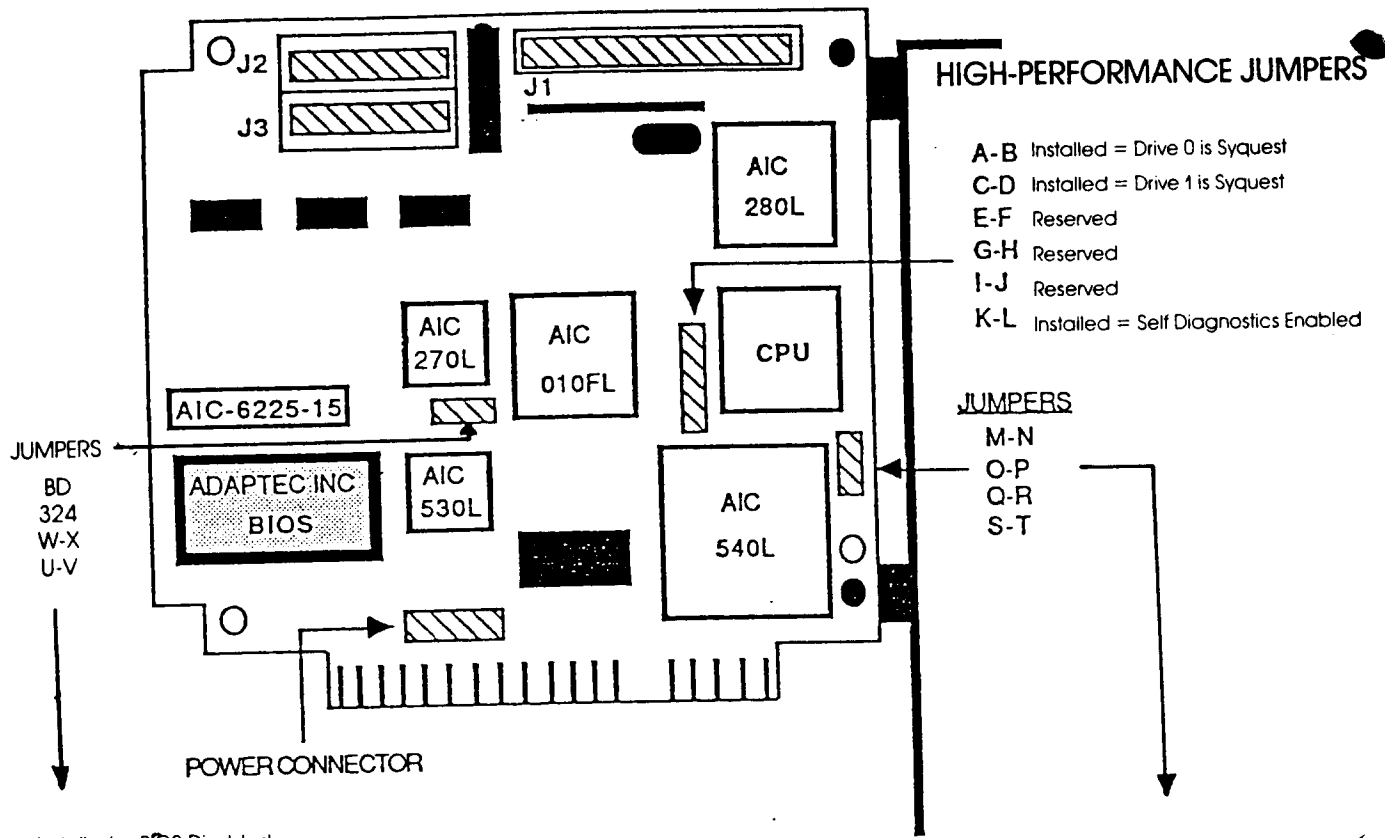 J2
J1
J3
HIGH-PERFORMANCE JUMPERS
A-B Installed = Drive 0 is Syquest
C-D Installed = Drive 1 is Syquest
E-F Reserved
G-H Reserved
I-J Reserved
K-L Installed = Self Diagnostics Enabled
AIC
280L
AIC
270L
AIC
010FL
CPU
AIC-6225-15
JUMPERS
BD
324
W-X
U-V
ADAPTEC INC
BIOS
AIC
530L
AIC
540L
JUMPERS
M-N
O-P
Q-R
S-T
POWER CONNECTOR